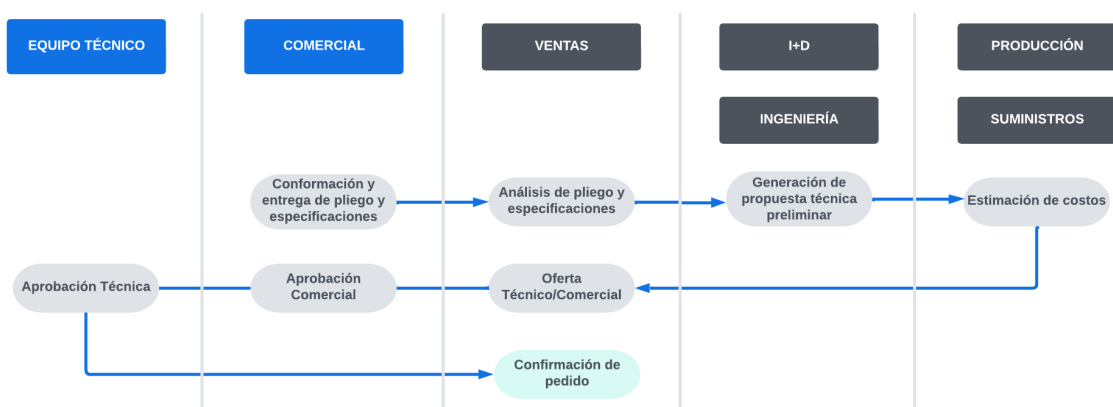 EQUIPO TÉCNICO
COMERCIAL
VENTAS
I+D
PRODUCCIÓN
INGENIERÍA
SUMINISTROS
Conformación y
entrega de pliego y
especificaciones
Análisis de pliego y
especificaciones
Generación de
propuesta técnica
preliminar
Estimación de costos
Aprobación Técnica
Aprobación
Comercial
Oferta
Técnico/Comercial
Confirmación de
pedido